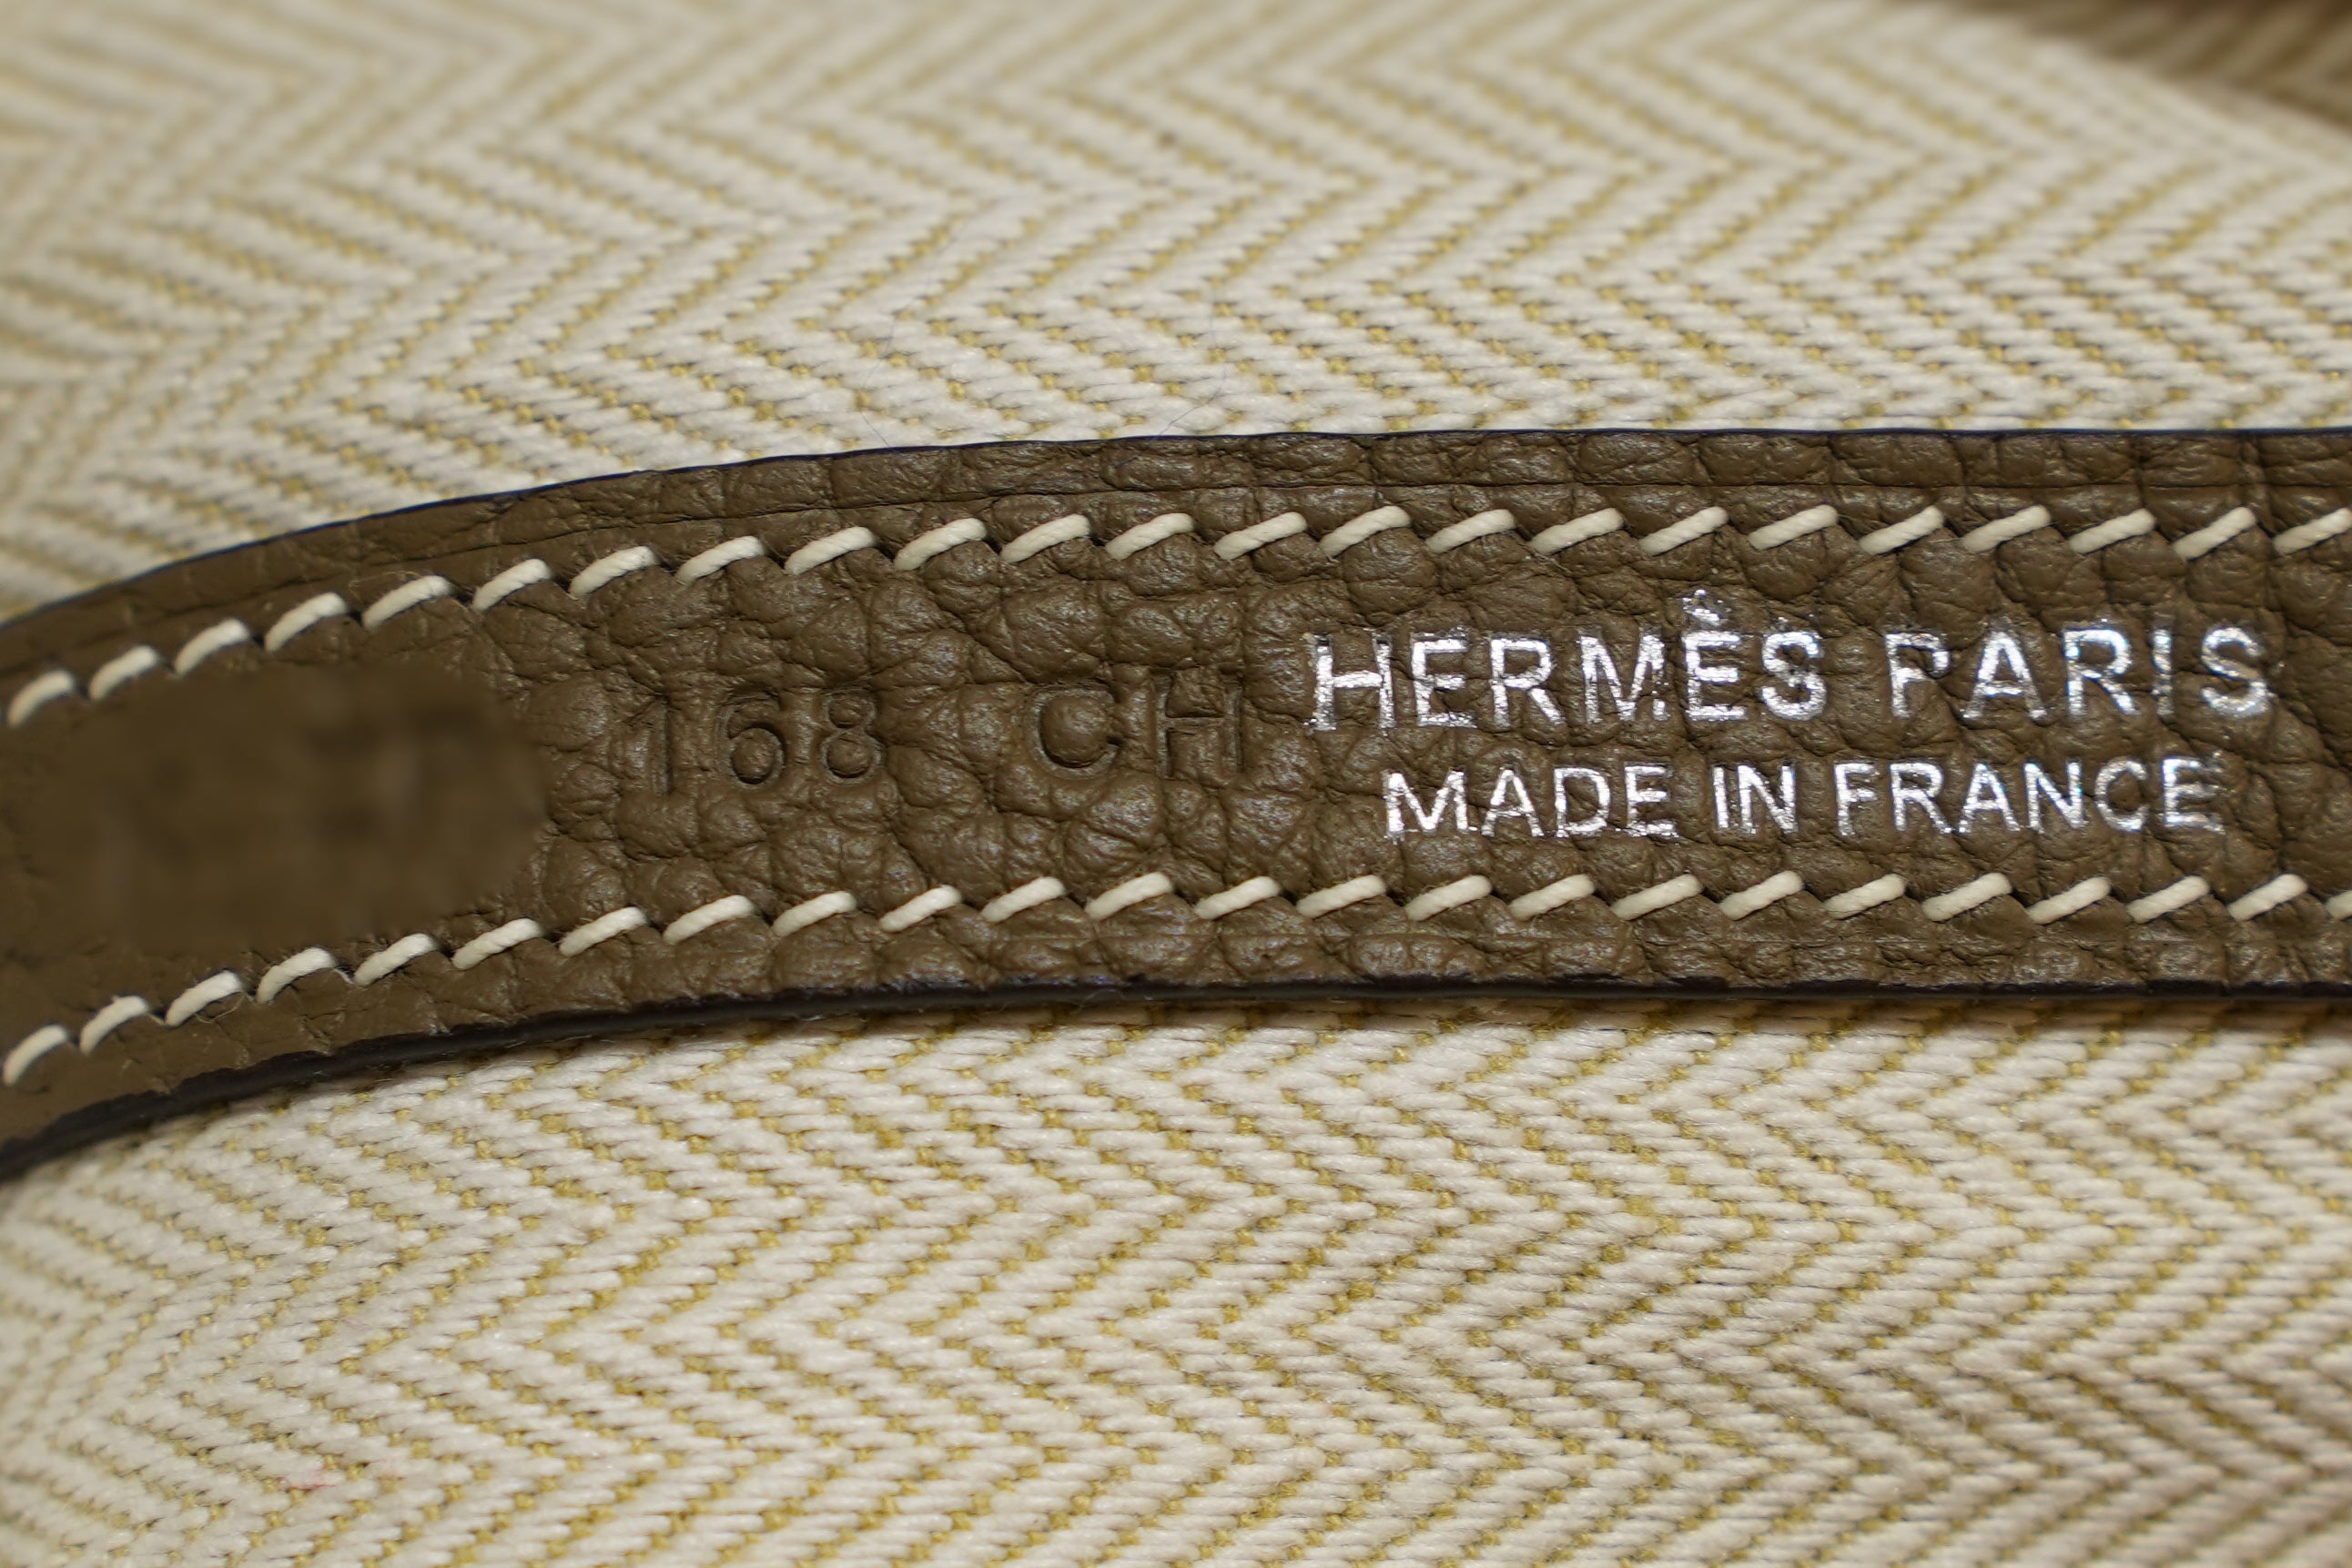 168 CH
HERMÈS PARIS
MADE IN FRANCE